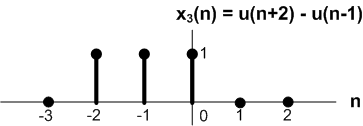 x₃(n) = u(n+2) - u(n-1)
1
-3 -2 -1 0 1 2 n